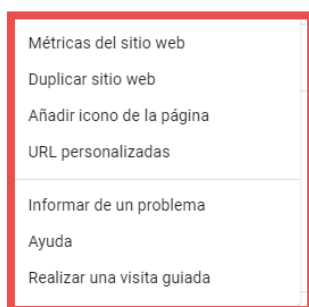 Métricas del sitio web
Duplicar sitio web
Añadir icono de la página
URL personalizadas
Informar de un problema
Ayuda
Realizar una visita guiada